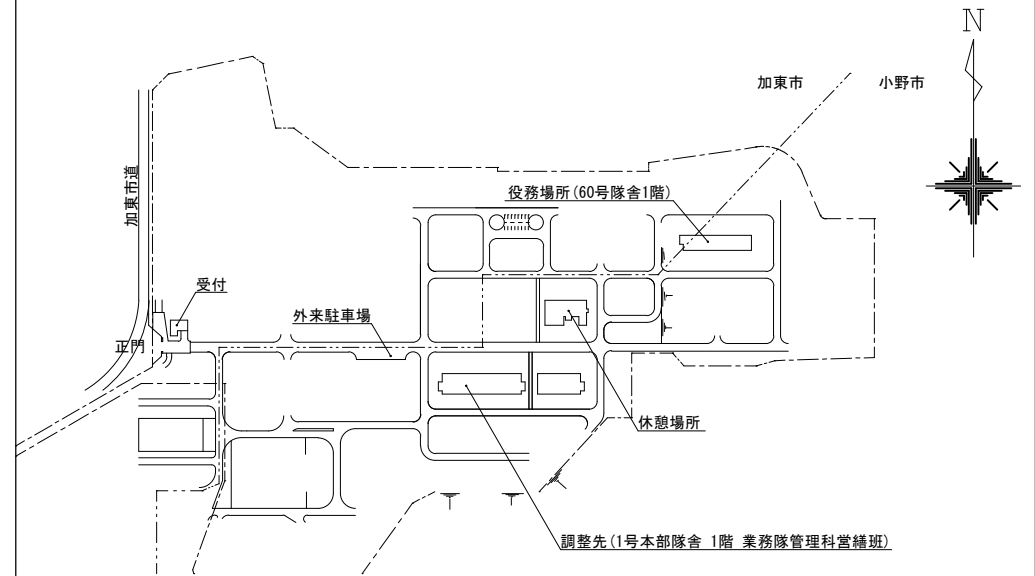 N
加東市
小野市
加東市道
役務場所(60号隊舎1階)
受付
外来駐車場
正門
休憩場所
調整先(1号本部隊舎 1階 業務隊管理科営繕班)